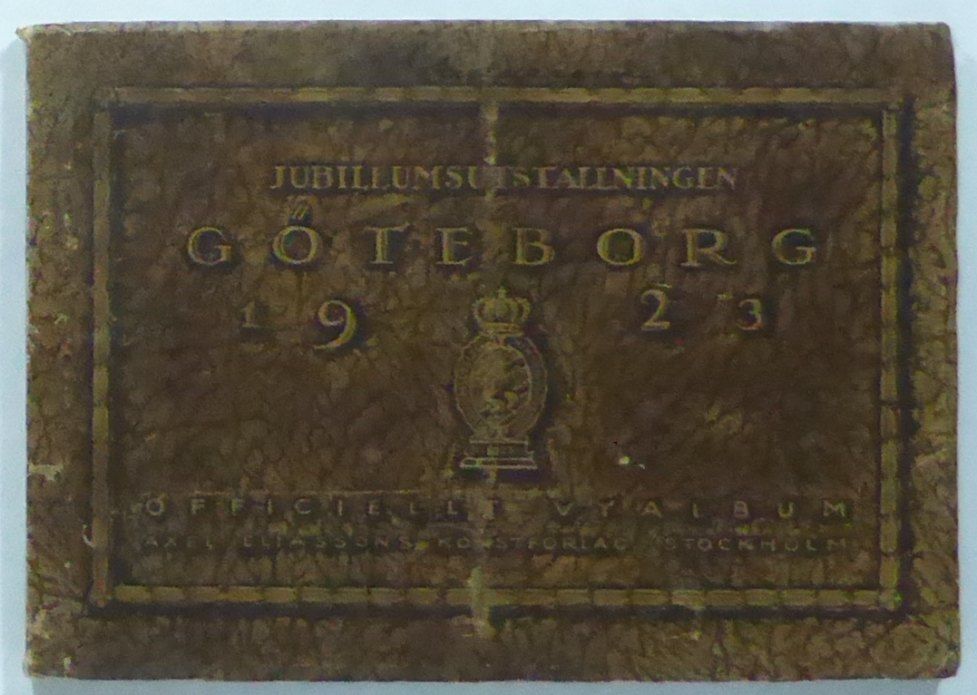 JUBILEUMSUTSTÄLLNINGEN
GÖTEBORG
1923
OFFICIELLT VYALBUM
AXEL ELIASSONS KONSTFÖRLAG STOCKHOLM